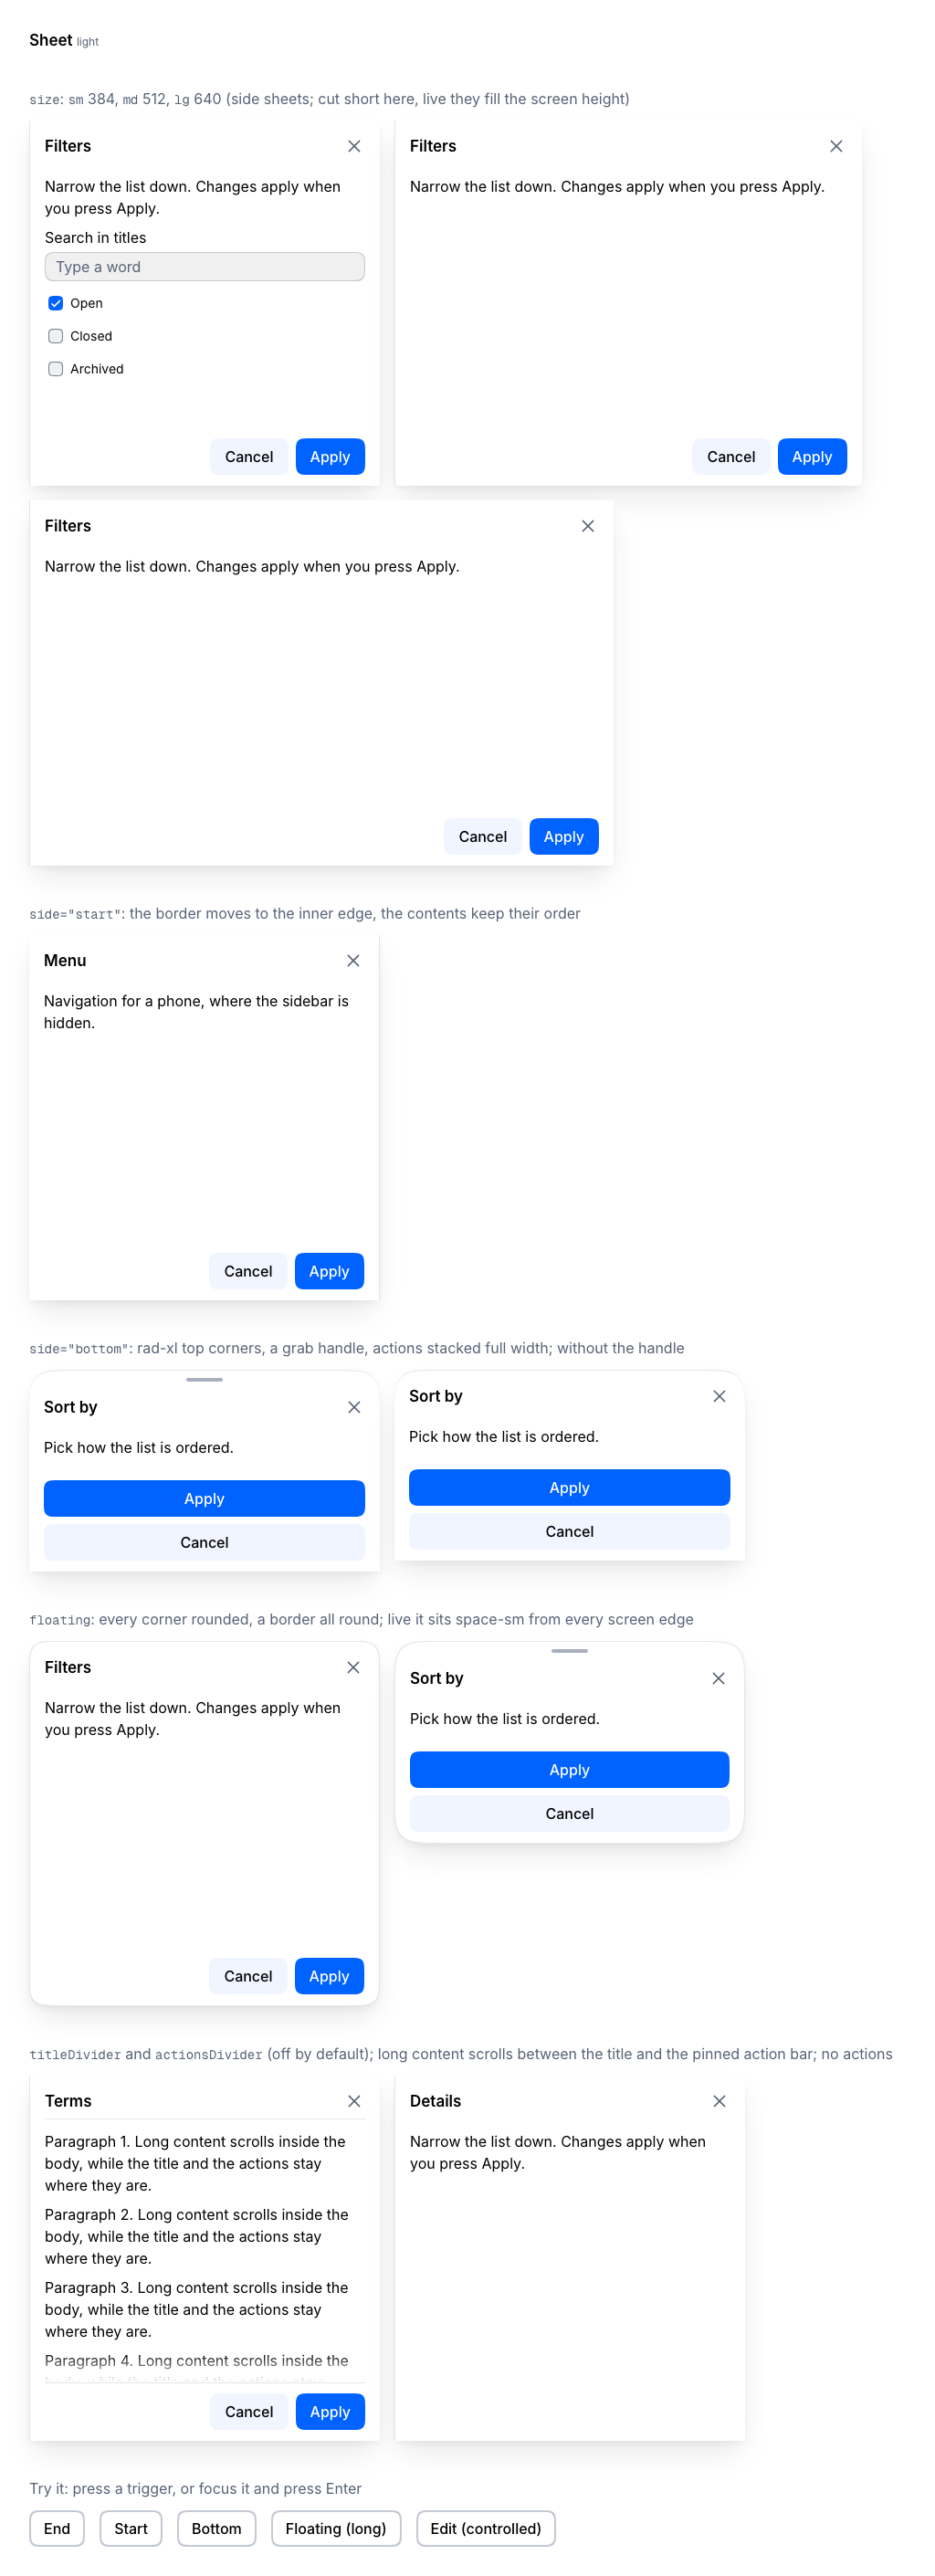 Sheet light
size: sm 384, md 512, lg 640 (side sheets; cut short here, live they fill the screen height)
Filters
Narrow the list down. Changes apply when
you press Apply.
Search in titles
Type a word
Open
Closed
Archived
Cancel Apply
Filters
Narrow the list down. Changes apply when you press Apply.
Cancel Apply
Filters
Narrow the list down. Changes apply when you press Apply.
Cancel Apply
side="start": the border moves to the inner edge, the contents keep their order
Menu
Navigation for a phone, where the sidebar is
hidden.
Cancel Apply
side="bottom": rad-xl top corners, a grab handle, actions stacked full width; without the handle
Sort by
Pick how the list is ordered.
Apply
Cancel
Sort by
Pick how the list is ordered.
Apply
Cancel
floating: every corner rounded, a border all round; live it sits space-sm from every screen edge
Filters
Narrow the list down. Changes apply when
you press Apply.
Cancel Apply
Sort by
Pick how the list is ordered.
Apply
Cancel
titleDivider and actionsDivider (off by default); long content scrolls between the title and the pinned action bar; no actions
Terms
Paragraph 1. Long content scrolls inside the
body, while the title and the actions stay
where they are.
Paragraph 2. Long content scrolls inside the
body, while the title and the actions stay
where they are.
Paragraph 3. Long content scrolls inside the
body, while the title and the actions stay
where they are.
Paragraph 4. Long content scrolls inside the
Cancel Apply
Details
Narrow the list down. Changes apply when
you press Apply.
Try it: press a trigger, or focus it and press Enter
End Start Bottom Floating (long) Edit (controlled)